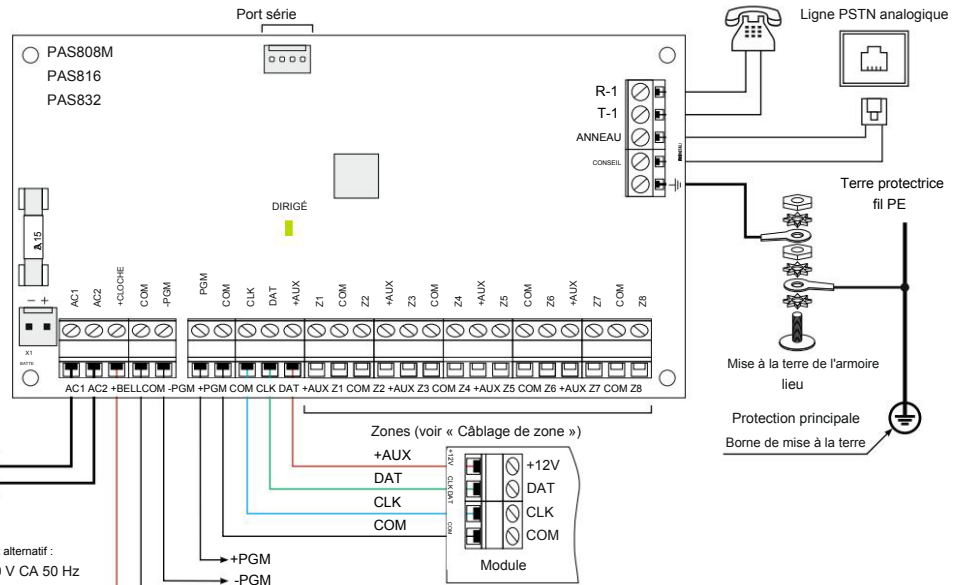 Port série
Ligne PSTN analogique
PAS808M
PAS816
PAS832
R-1
T-1
ANNEAU
CONSEIL
DIRIGÉ
Terre protectrice
fil PE
15
- +
X1
AC1
AC2
+CLOCHE
COM
-PGM
PGM
COM
CLK
DAT
+AUX
Z1
COM
Z2
+AUX
Z3
COM
Z4
+AUX
Z5
COM
Z6
+AUX
Z7
COM
Z8
AC1 AC2 +BELLCOM -PGM +PGM COM CLK DAT +AUX Z1 COM Z2 +AUX Z3 COM Z4 +AUX Z5 COM Z6 +AUX Z7 COM Z8
Mise à la terre de l'armoire
lieu
Protection principale
Borne de mise à la terre
Zones (voir « Câblage de zone »)
+AUX
DAT
CLK
COM
+12V
CLK DAT
COM
+12V
DAT
CLK
COM
Module
alternatif :
V CA 50 Hz
+PGM
-PGM